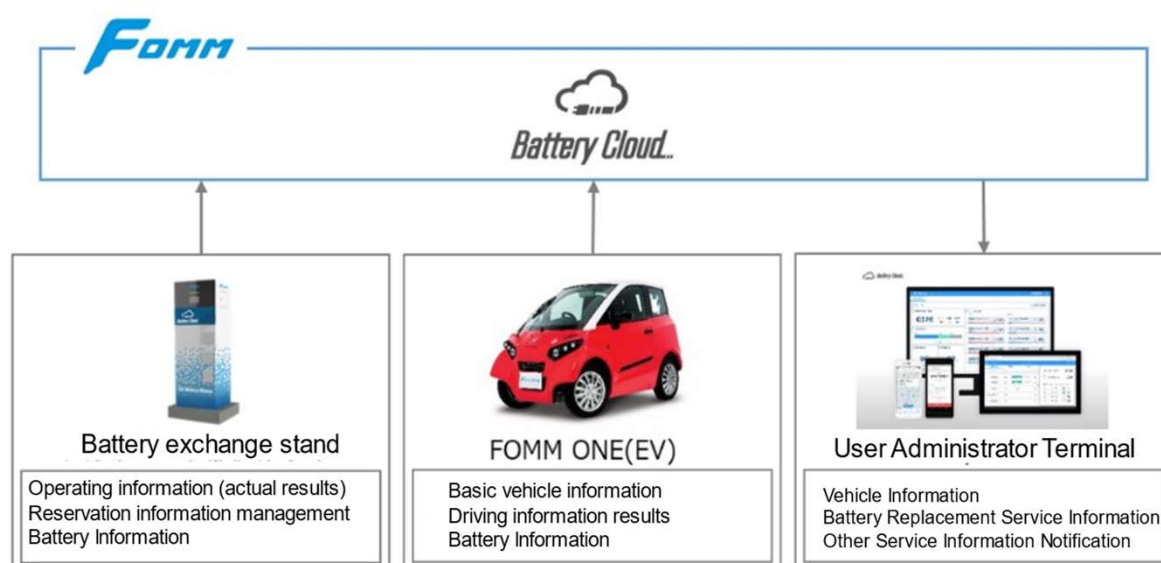 FOMM
Battery Cloud...
Battery exchange stand
Operating information (actual results)
Reservation information management
Battery Information
FOMM ONE(EV)
Basic vehicle information
Driving information results
Battery Information
Battery Cloud.
User Administrator Terminal
Vehicle Information
Battery Replacement Service Information
Other Service Information Notification